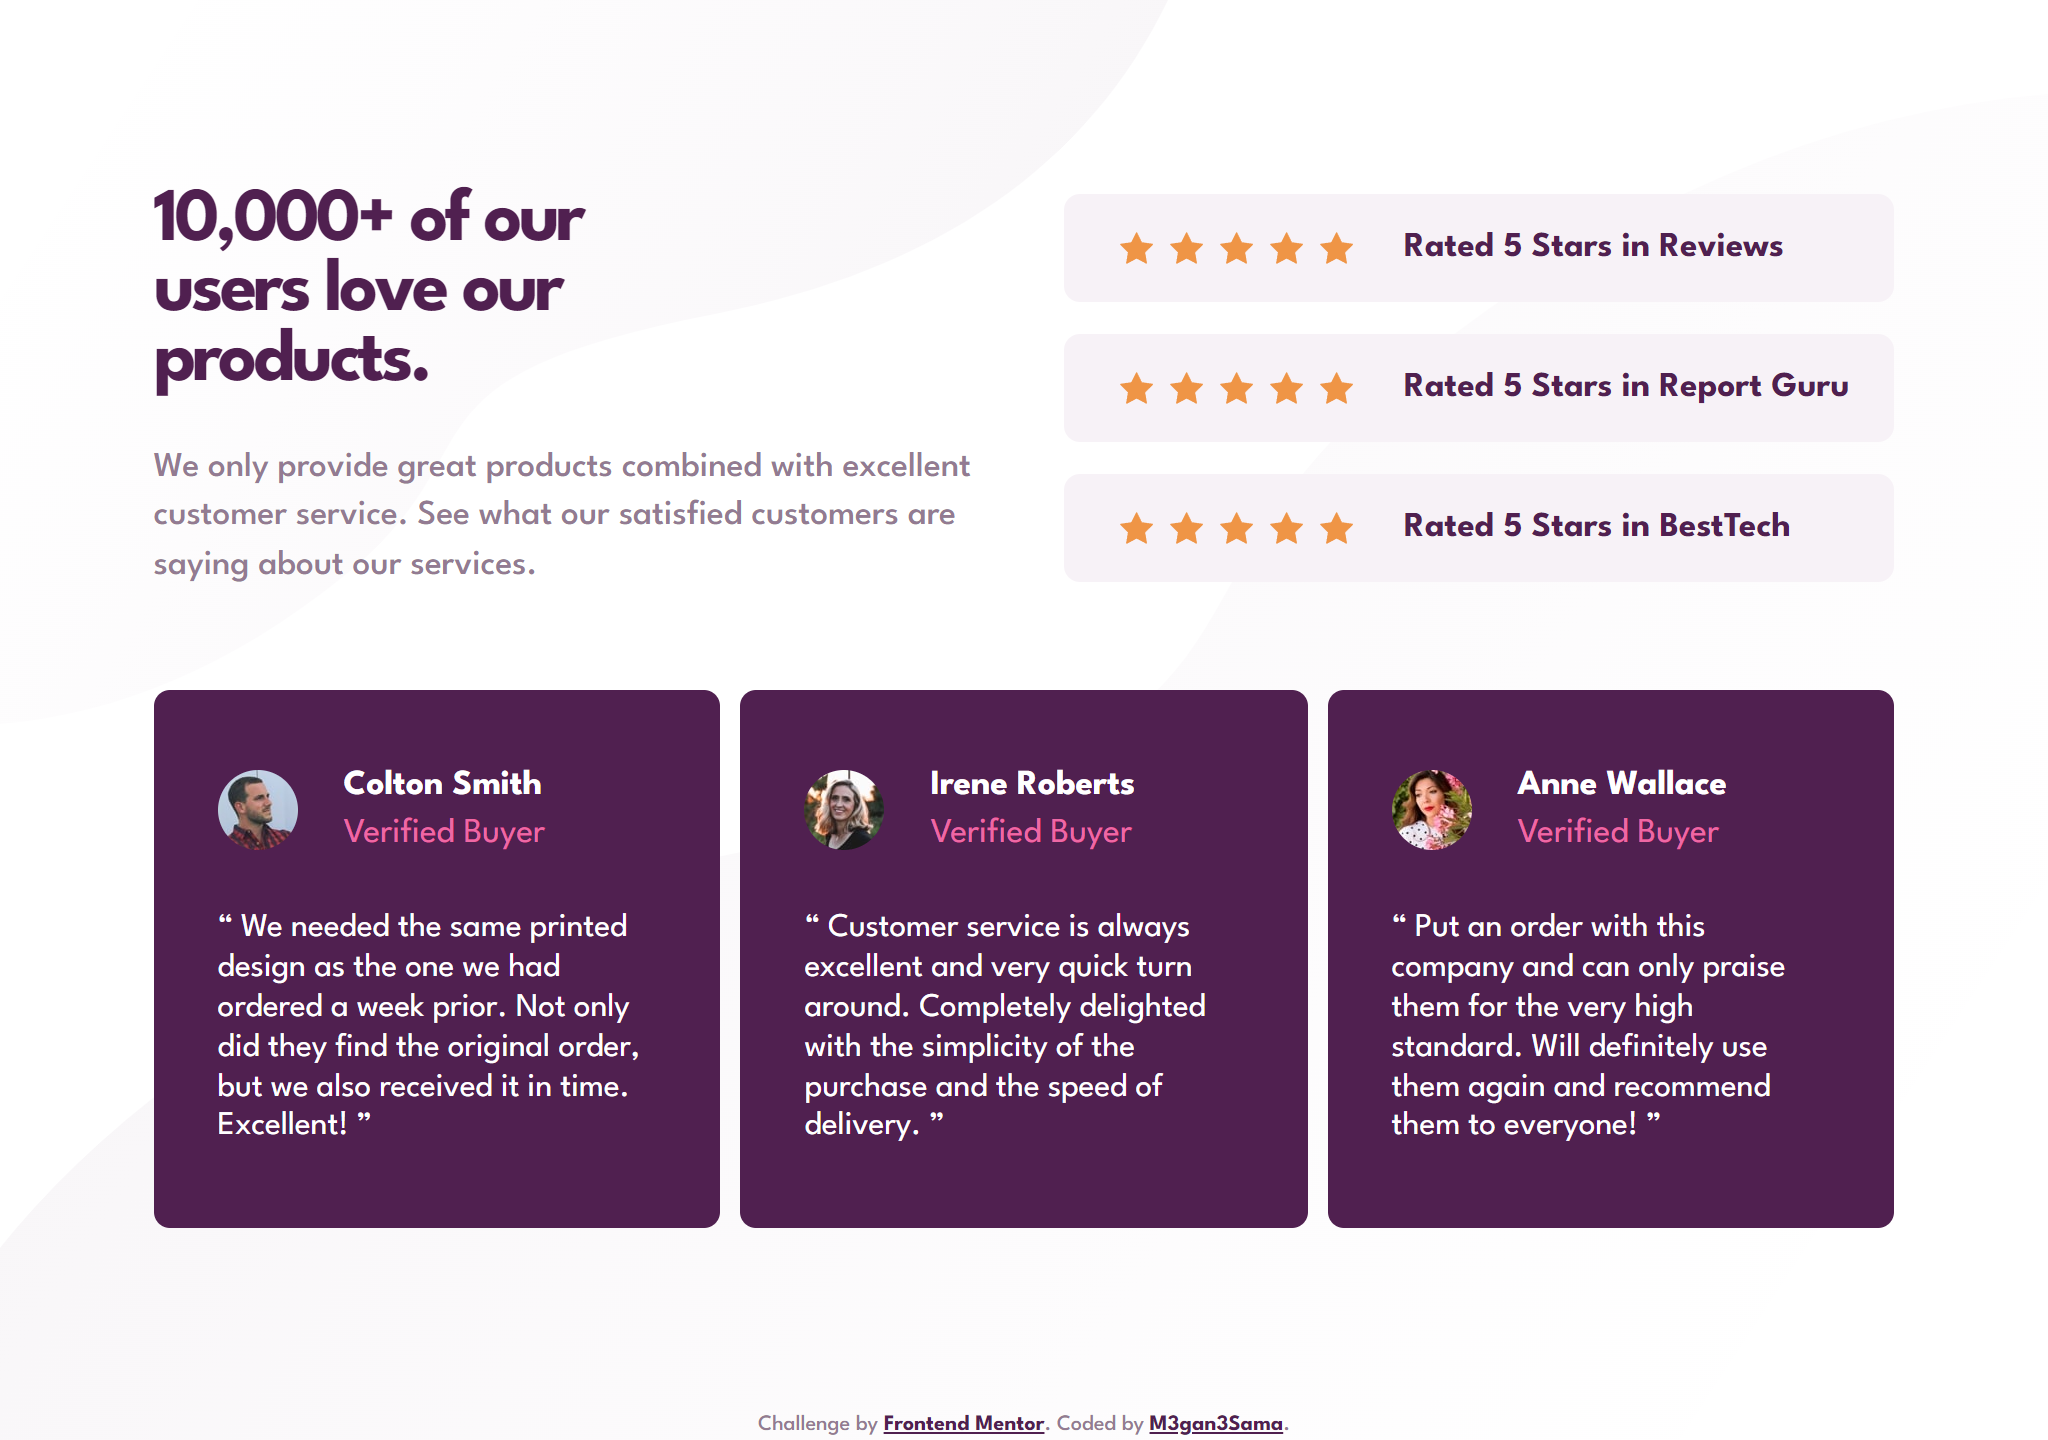 10,000+ of our
users love our
products.
We only provide great products combined with excellent
customer service. See what our satisfied customers are
saying about our services.
Rated 5 Stars in Reviews
Rated 5 Stars in Report Guru
Rated 5 Stars in BestTech
Colton Smith
Verified Buyer
“ We needed the same printed
design as the one we had
ordered a week prior. Not only
did they find the original order,
but we also received it in time.
Excellent! ”
Irene Roberts
Verified Buyer
“ Customer service is always
excellent and very quick turn
around. Completely delighted
with the simplicity of the
purchase and the speed of
delivery. ”
Anne Wallace
Verified Buyer
“ Put an order with this
company and can only praise
them for the very high
standard. Will definitely use
them again and recommend
them to everyone! ”
Challenge by Frontend Mentor. Coded by M3gan3Sama.